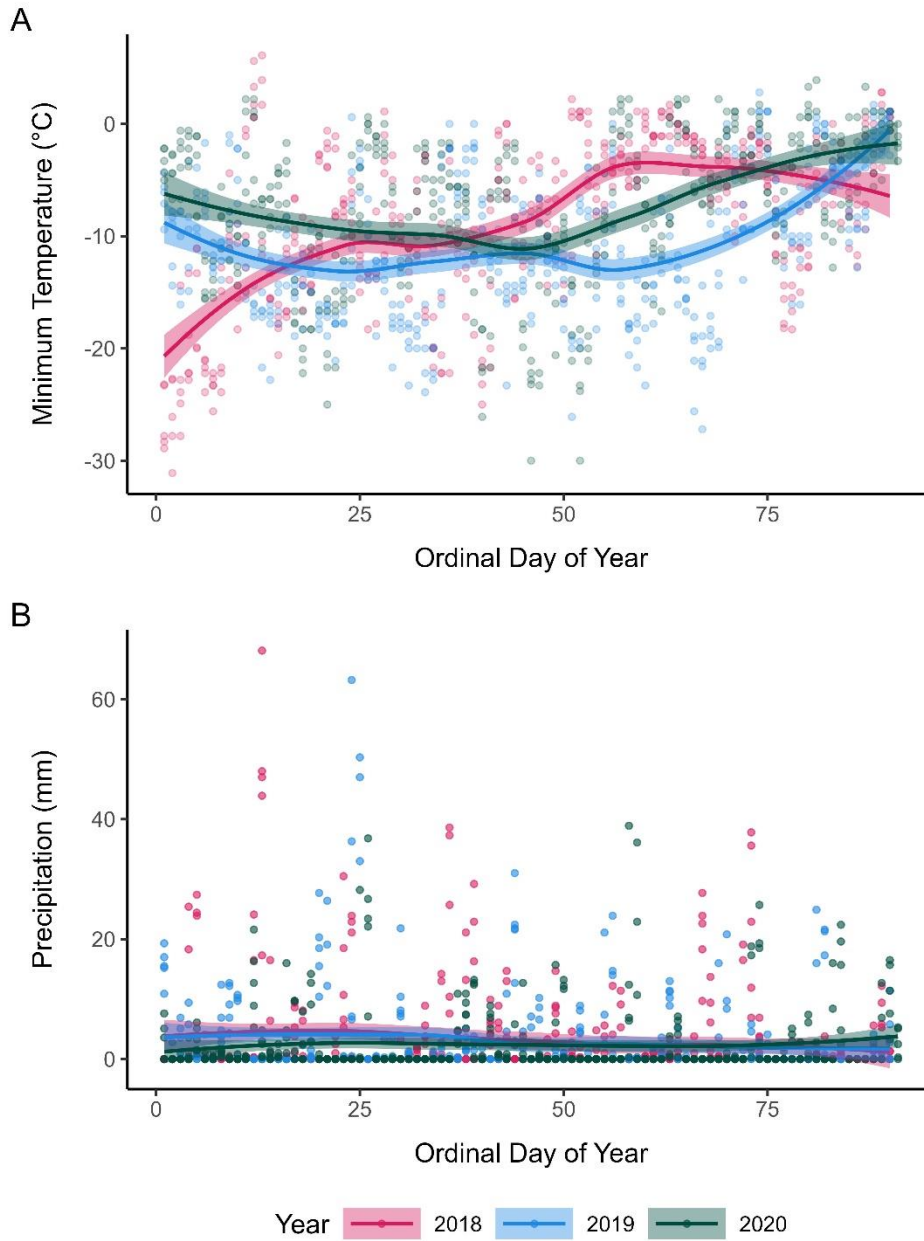 A
Minimum Temperature (°C)
0
-10
-20
-30
0 25 50 75
Ordinal Day of Year
B
Precipitation (mm)
60
40
20
0
0 25 50 75
Ordinal Day of Year
Year 2018 2019 2020